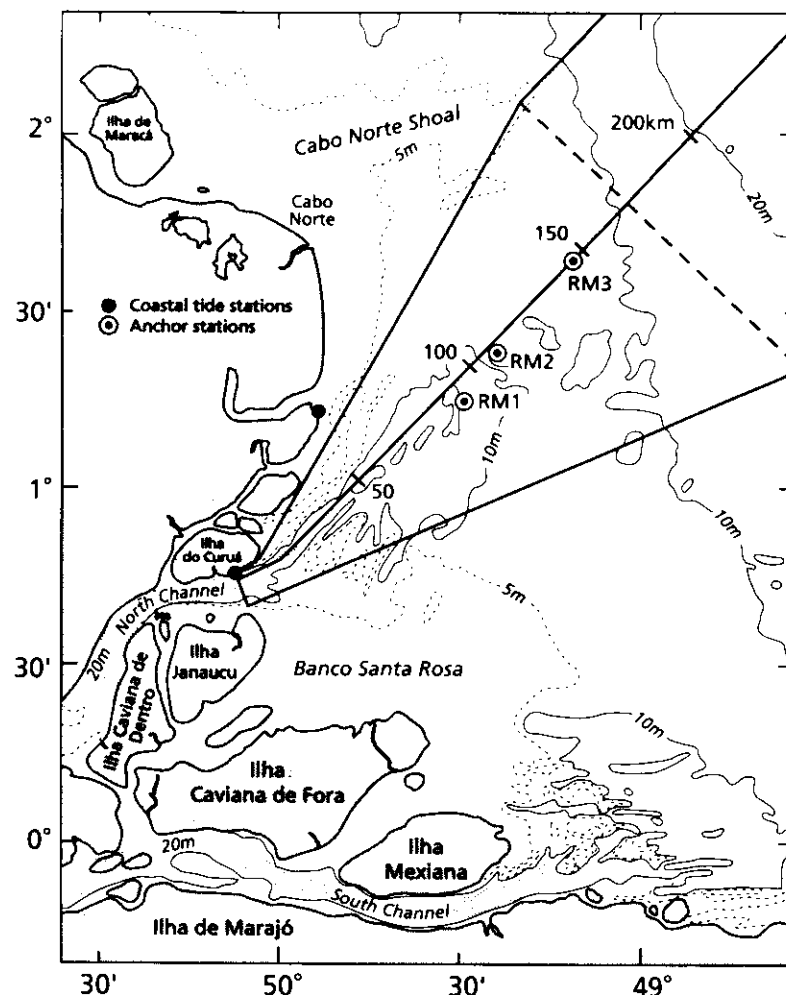 Ilha de
Maracá
2°
Cabo Norte Shoal
5m
200km
20m
Cabo
Norte
150
RM3
30'
Coastal tide stations
Anchor stations
100
RM2
RM1
10m
1°
50
10m
Ilha
do Curuá
North Channel
5m
20m
30'
Ilha
Janaucu
Banco Santa Rosa
Ilha Caviana de
Dentro
10m
Ilha
Caviana de Fora
0°
20m
Ilha
Mexiana
South Channel
Ilha de Marajó
30'
50°
30'
49°